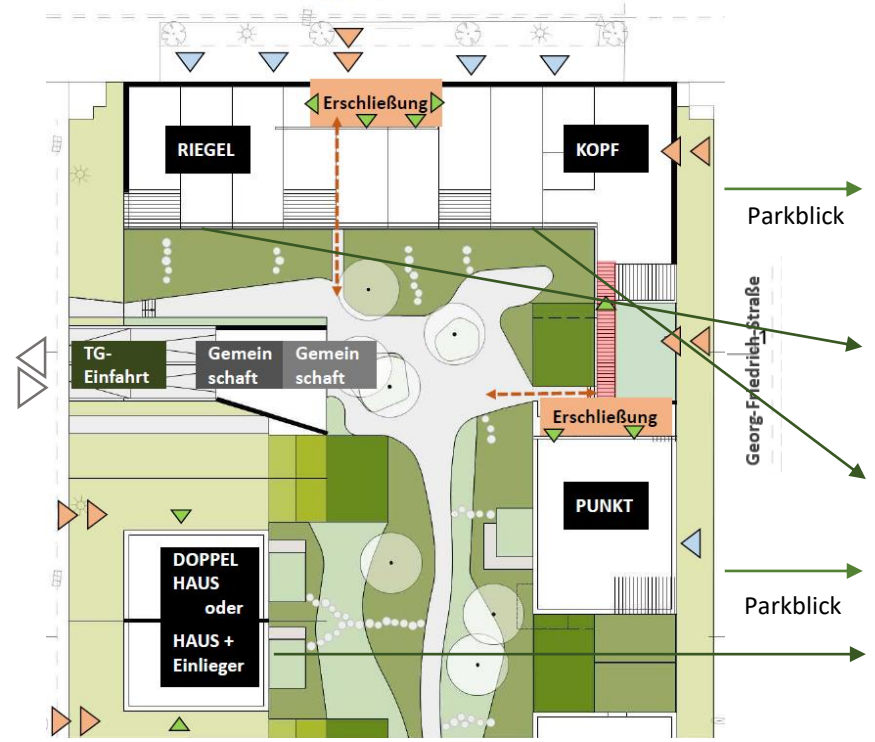 Erschließung
RIEGEL
KOPF
Parkblick
Georg-Friedrich-Straße
1
TG-
Einfahrt
Gemein
schaft
Gemein
schaft
Erschließung
PUNKT
DOPPEL
HAUS
oder
HAUS +
Einlieger
Parkblick